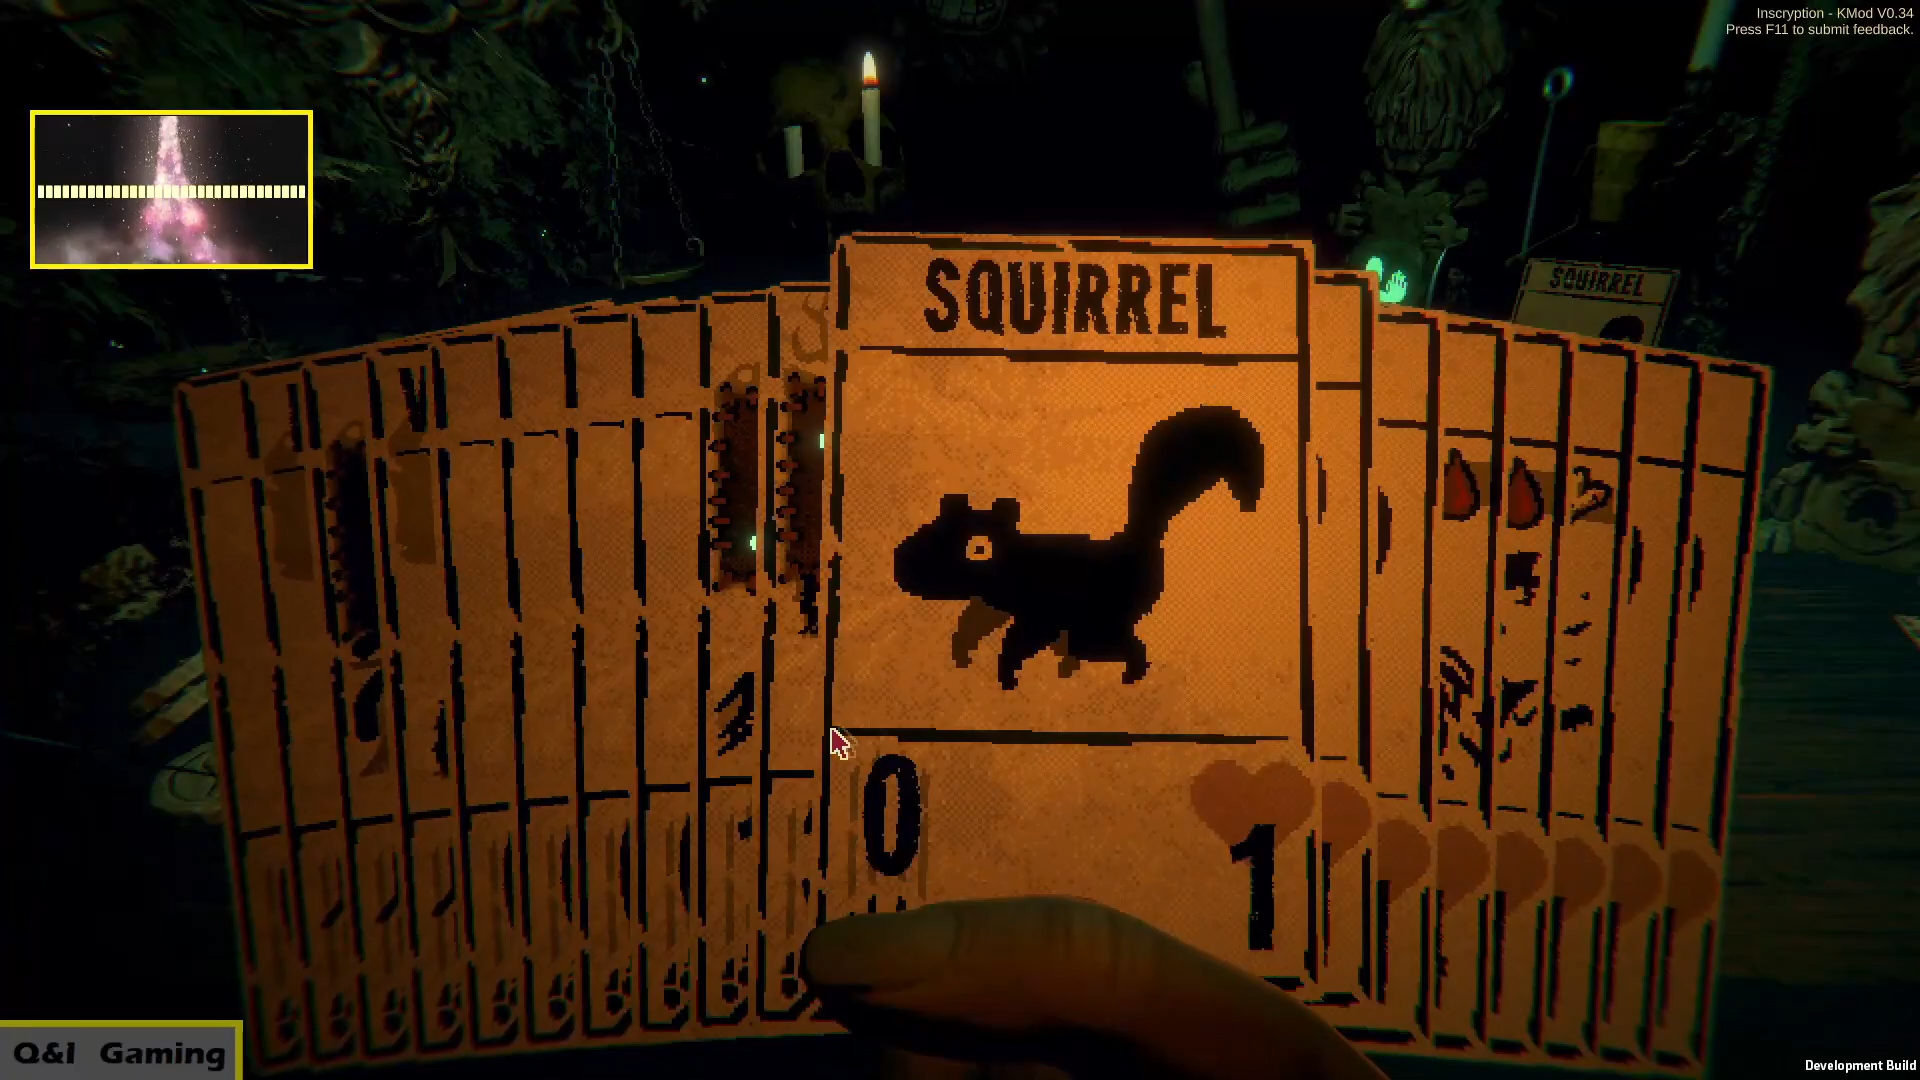 Inscryption - KMod V0.34
Press F11 to submit feedback.
SQUIRREL
SQUIRREL
0
1
Q&I Gaming
Development Build